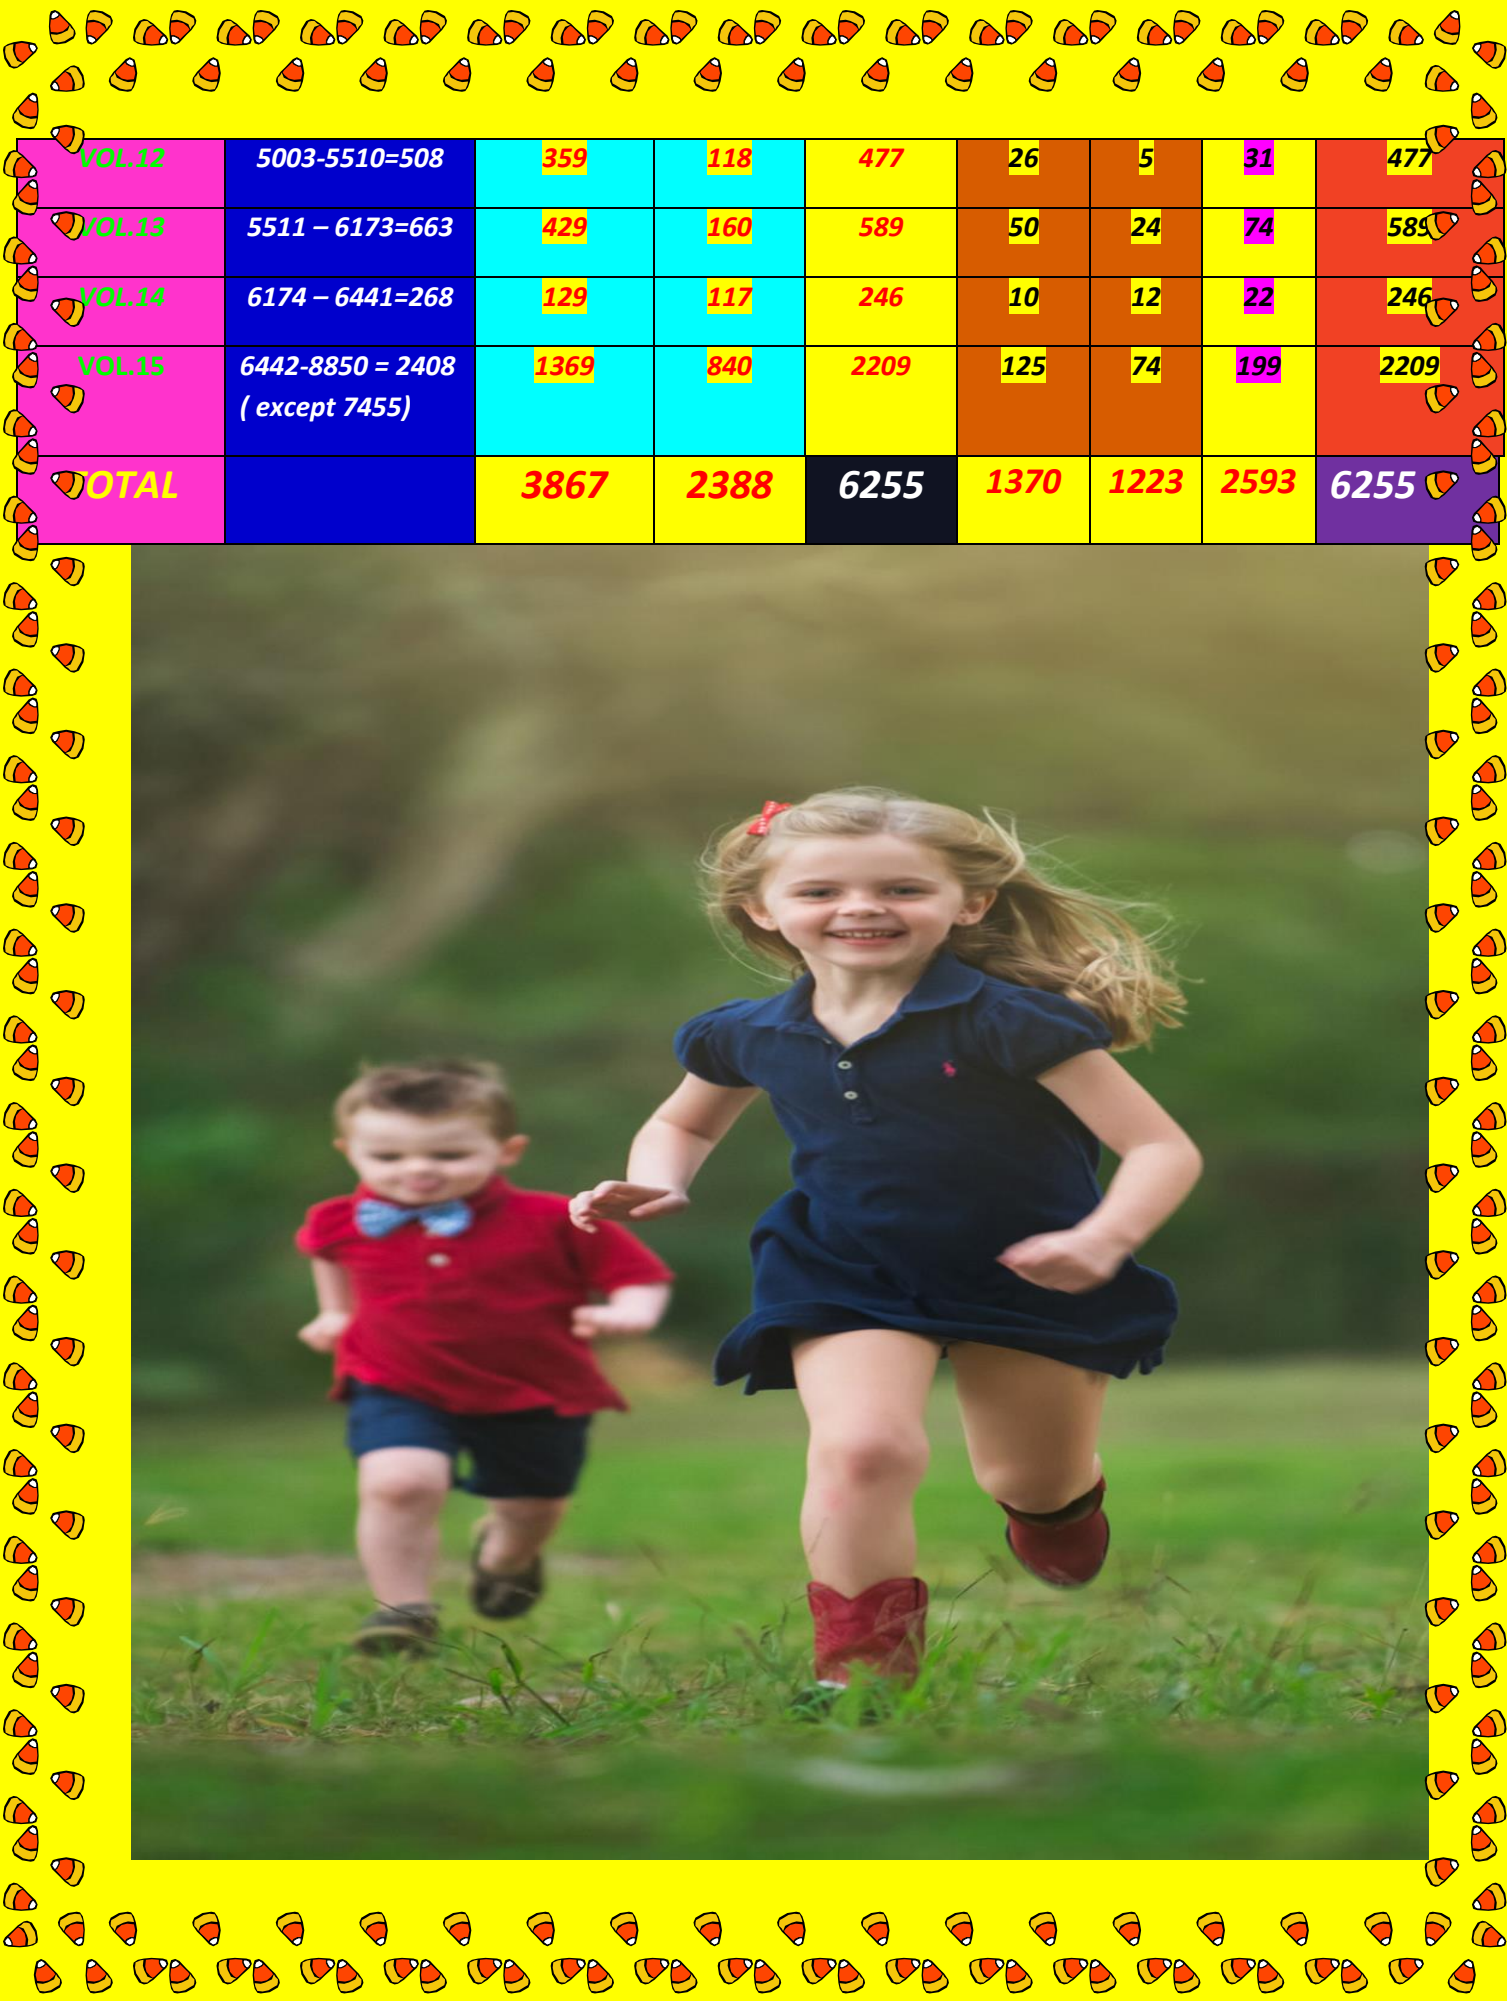 VOL.12 5003-5510=508 359 118 477 26 5 31 477
VOL.13 5511 – 6173=663 429 160 589 50 24 74 589
VOL.14 6174 – 6441=268 129 117 246 10 12 22 246
VOL.15 6442-8850 = 2408 1369 840 2209 125 74 199 2209
( except 7455)
TOTAL 3867 2388 6255 1370 1223 2593 6255